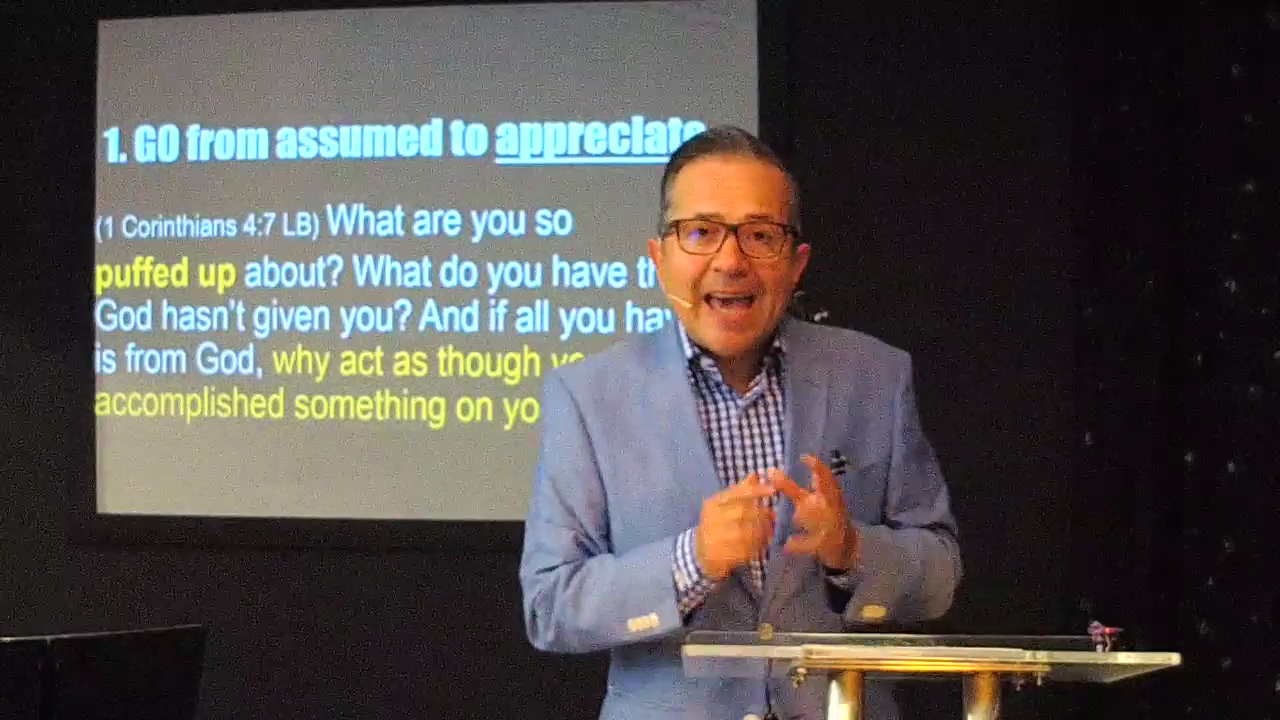 1. GO from assumed to appreciate
(1 Corinthians 4:7 LB) What are you so
puffed up about? What do you have
God hasn't given you? And if all you
is from God, why act as though
accomplished something on